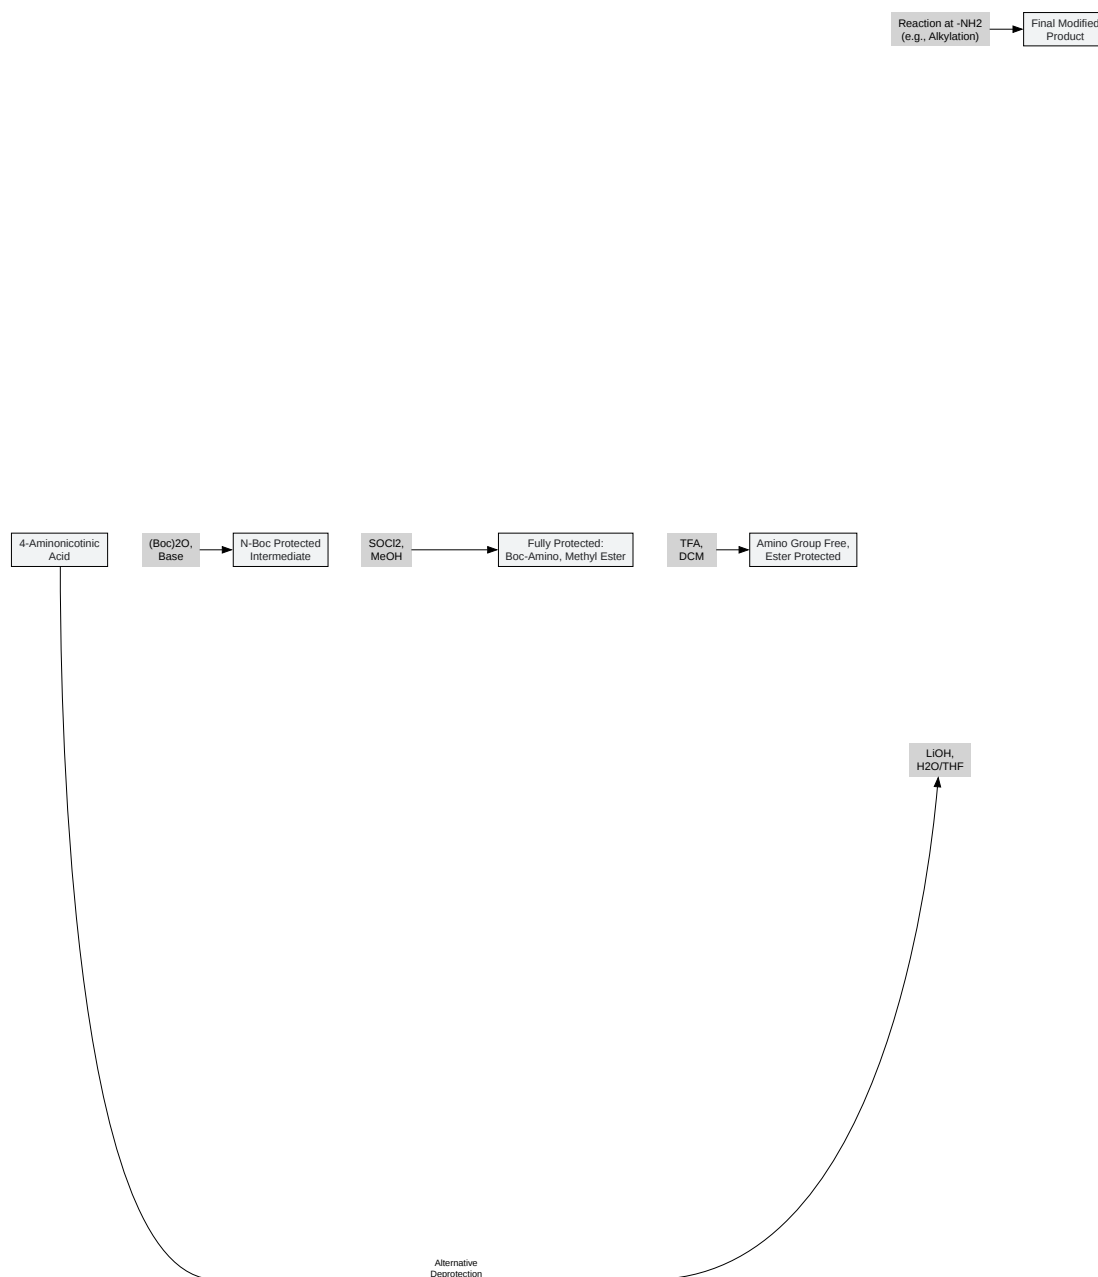 Reaction at -NH2
(e.g., Alkylation)
Final Modified
Product
4-Aminonicotinic
Acid
(Boc)2O,
Base
N-Boc Protected
Intermediate
SOCl2,
MeOH
Fully Protected:
Boc-Amino, Methyl Ester
TFA,
DCM
Amino Group Free,
Ester Protected
LiOH,
H2O/THF
Alternative
Deprotection